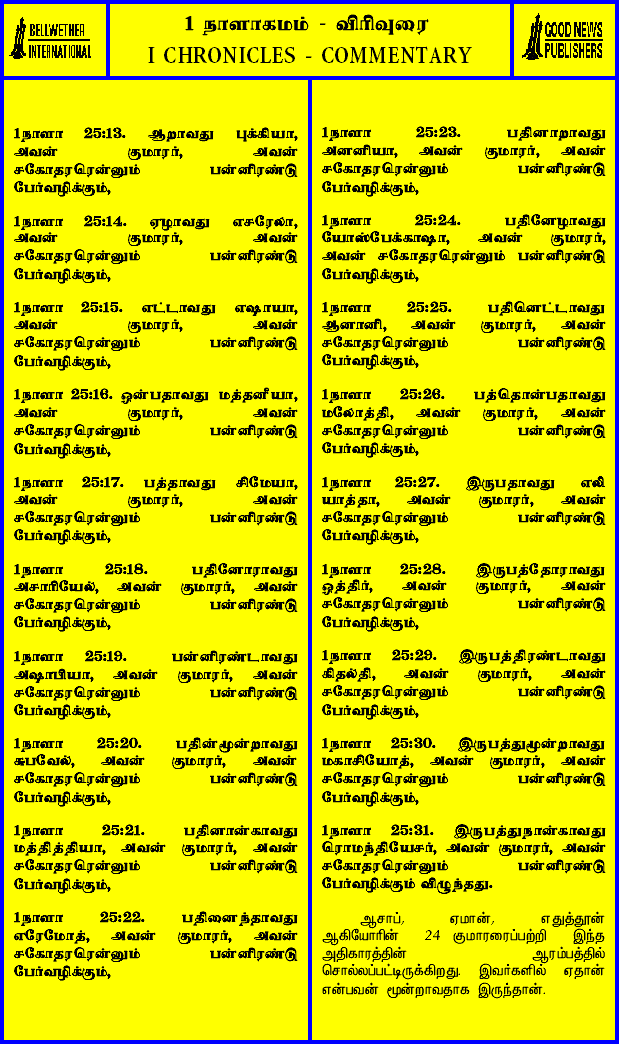 BELLWETHER
INTERNATIONAL
1 நாளாகமம் - விரிவுரை
I CHRONICLES - COMMENTARY
GOOD NEWS
PUBLISHERS
1நாளா 25:13. ஆறாவது புக்கியா,
அவன் குமாரர், அவன்
சகோதரரென்னும் பன்னிரண்டு
பேர்வழிக்கும்,
1நாளா 25:14. ஏழாவது எசரேலா,
அவன் குமாரர், அவன்
சகோதரரென்னும் பன்னிரண்டு
பேர்வழிக்கும்,
1நாளா 25:15. எட்டாவது எஷாயா,
அவன் குமாரர், அவன்
சகோதரரென்னும் பன்னிரண்டு
பேர்வழிக்கும்,
1நாளா 25:16. ஒன்பதாவது மத்தனீயா,
அவன் குமாரர், அவன்
சகோதரரென்னும் பன்னிரண்டு
பேர்வழிக்கும்,
1நாளா 25:17. பத்தாவது சிமேயா,
அவன் குமாரர், அவன்
சகோதரரென்னும் பன்னிரண்டு
பேர்வழிக்கும்,
1நாளா 25:18. பதினோராவது
அசாரியேல், அவன் குமாரர், அவன்
சகோதரரென்னும் பன்னிரண்டு
பேர்வழிக்கும்,
1நாளா 25:19. பன்னிரண்டாவது
அஷாபியா, அவன் குமாரர், அவன்
சகோதரரென்னும் பன்னிரண்டு
பேர்வழிக்கும்,
1நாளா 25:20. பதின்மூன்றாவது
சுபவேல், அவன் குமாரர், அவன்
சகோதரரென்னும் பன்னிரண்டு
பேர்வழிக்கும்,
1நாளா 25:21. பதினான்காவது
மத்தித்தியா, அவன் குமாரர், அவன்
சகோதரரென்னும் பன்னிரண்டு
பேர்வழிக்கும்,
1நாளா 25:22. பதினைந்தாவது
எரேமோத், அவன் குமாரர், அவன்
சகோதரரென்னும் பன்னிரண்டு
பேர்வழிக்கும்,
1நாளா 25:23. பதினாறாவது
அனனியா, அவன் குமாரர், அவன்
சகோதரரென்னும் பன்னிரண்டு
பேர்வழிக்கும்,
1நாளா 25:24. பதினேழாவது
யோஸ்பேக்காஷா, அவன் குமாரர்,
அவன் சகோதரரென்னும் பன்னிரண்டு
பேர்வழிக்கும்,
1நாளா 25:25. பதினெட்டாவது
ஆனானி, அவன் குமாரர், அவன்
சகோதரரென்னும் பன்னிரண்டு
பேர்வழிக்கும்,
1நாளா 25:26. பத்தொன்பதாவது
மலோத்தி, அவன் குமாரர், அவன்
சகோதரரென்னும் பன்னிரண்டு
பேர்வழிக்கும்,
1நாளா 25:27. இருபதாவது எலி
யாத்தா, அவன் குமாரர், அவன்
சகோதரரென்னும் பன்னிரண்டு
பேர்வழிக்கும்,
1நாளா 25:28. இருபத்தோராவது
ஒத்திர், அவன் குமாரர், அவன்
சகோதரரென்னும் பன்னிரண்டு
பேர்வழிக்கும்,
1நாளா 25:29. இருபத்திரண்டாவது
கிதல்தி, அவன் குமாரர், அவன்
சகோதரரென்னும் பன்னிரண்டு
பேர்வழிக்கும்,
1நாளா 25:30. இருபத்துமூன்றாவது
மகாசியோத், அவன் குமாரர், அவன்
சகோதரரென்னும் பன்னிரண்டு
பேர்வழிக்கும்,
1நாளா 25:31. இருபத்துநான்காவது
ரொமந்தியேசர், அவன் குமாரர், அவன்
சகோதரரென்னும் பன்னிரண்டு
பேர்வழிக்கும் விழுந்தது.
ஆசாப், ஏமான், எதுத்தூன்
ஆகியோரின் 24 குமாரரைப்பற்றி இந்த
அதிகாரத்தின் ஆரம்பத்தில்
சொல்லப்பட்டிருக்கிறது. இவர்களில் ஏதான்
என்பவன் மூன்றாவதாக இருந்தான்.